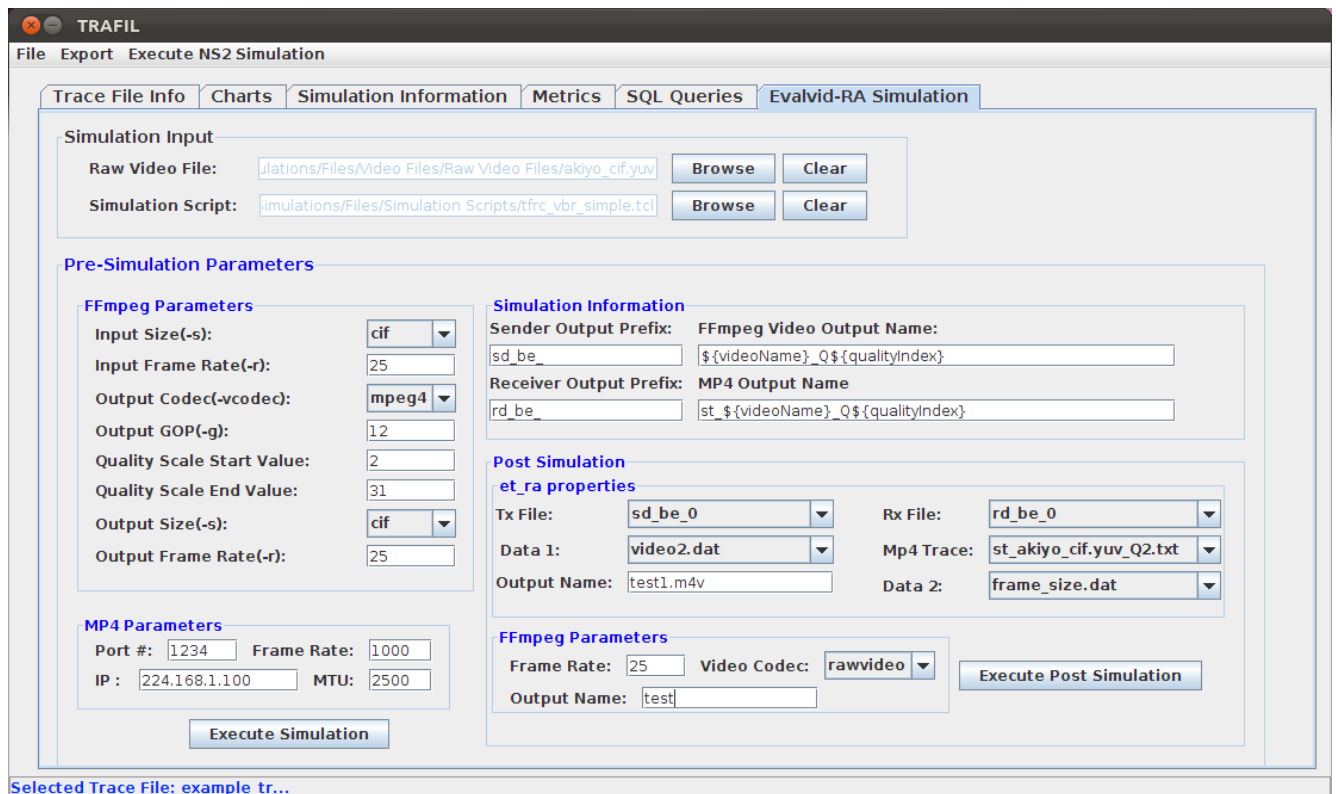 TRAFIL
File Export Execute NS2 Simulation
Trace File Info Charts Simulation Information Metrics SQL Queries Evalvid-RA Simulation
Simulation Input
Raw Video File: ulations/Files/Video Files/Raw Video Files/akiyo_cif.yuv Browse Clear
Simulation Script: Simulations/Files/Simulation Scripts/tfrc_vbr_simple.tcl Browse Clear
Pre-Simulation Parameters
FFmpeg Parameters
Input Size(-s): cif
Input Frame Rate(-r): 25
Output Codec(-vcodec): mpeg4
Output GOP(-g): 12
Quality Scale Start Value: 2
Quality Scale End Value: 31
Output Size(-s): cif
Output Frame Rate(-r): 25
MP4 Parameters
Port #: 1234 Frame Rate: 1000
IP : 224.168.1.100 MTU: 2500
Execute Simulation
Simulation Information
Sender Output Prefix: FFmpeg Video Output Name:
sd_be_ ${videoName}_Q${qualityIndex}
Receiver Output Prefix: MP4 Output Name
rd_be_ st_${videoName}_Q${qualityIndex}
Post Simulation
et_ra properties
Tx File: sd_be_0 Rx File: rd_be_0
Data 1: video2.dat Mp4 Trace: st_akiyo_cif.yuv_Q2.txt
Output Name: test1.m4v Data 2: frame_size.dat
FFmpeg Parameters
Frame Rate: 25 Video Codec: rawvideo
Output Name: test
Execute Post Simulation
Selected Trace File: example tr...